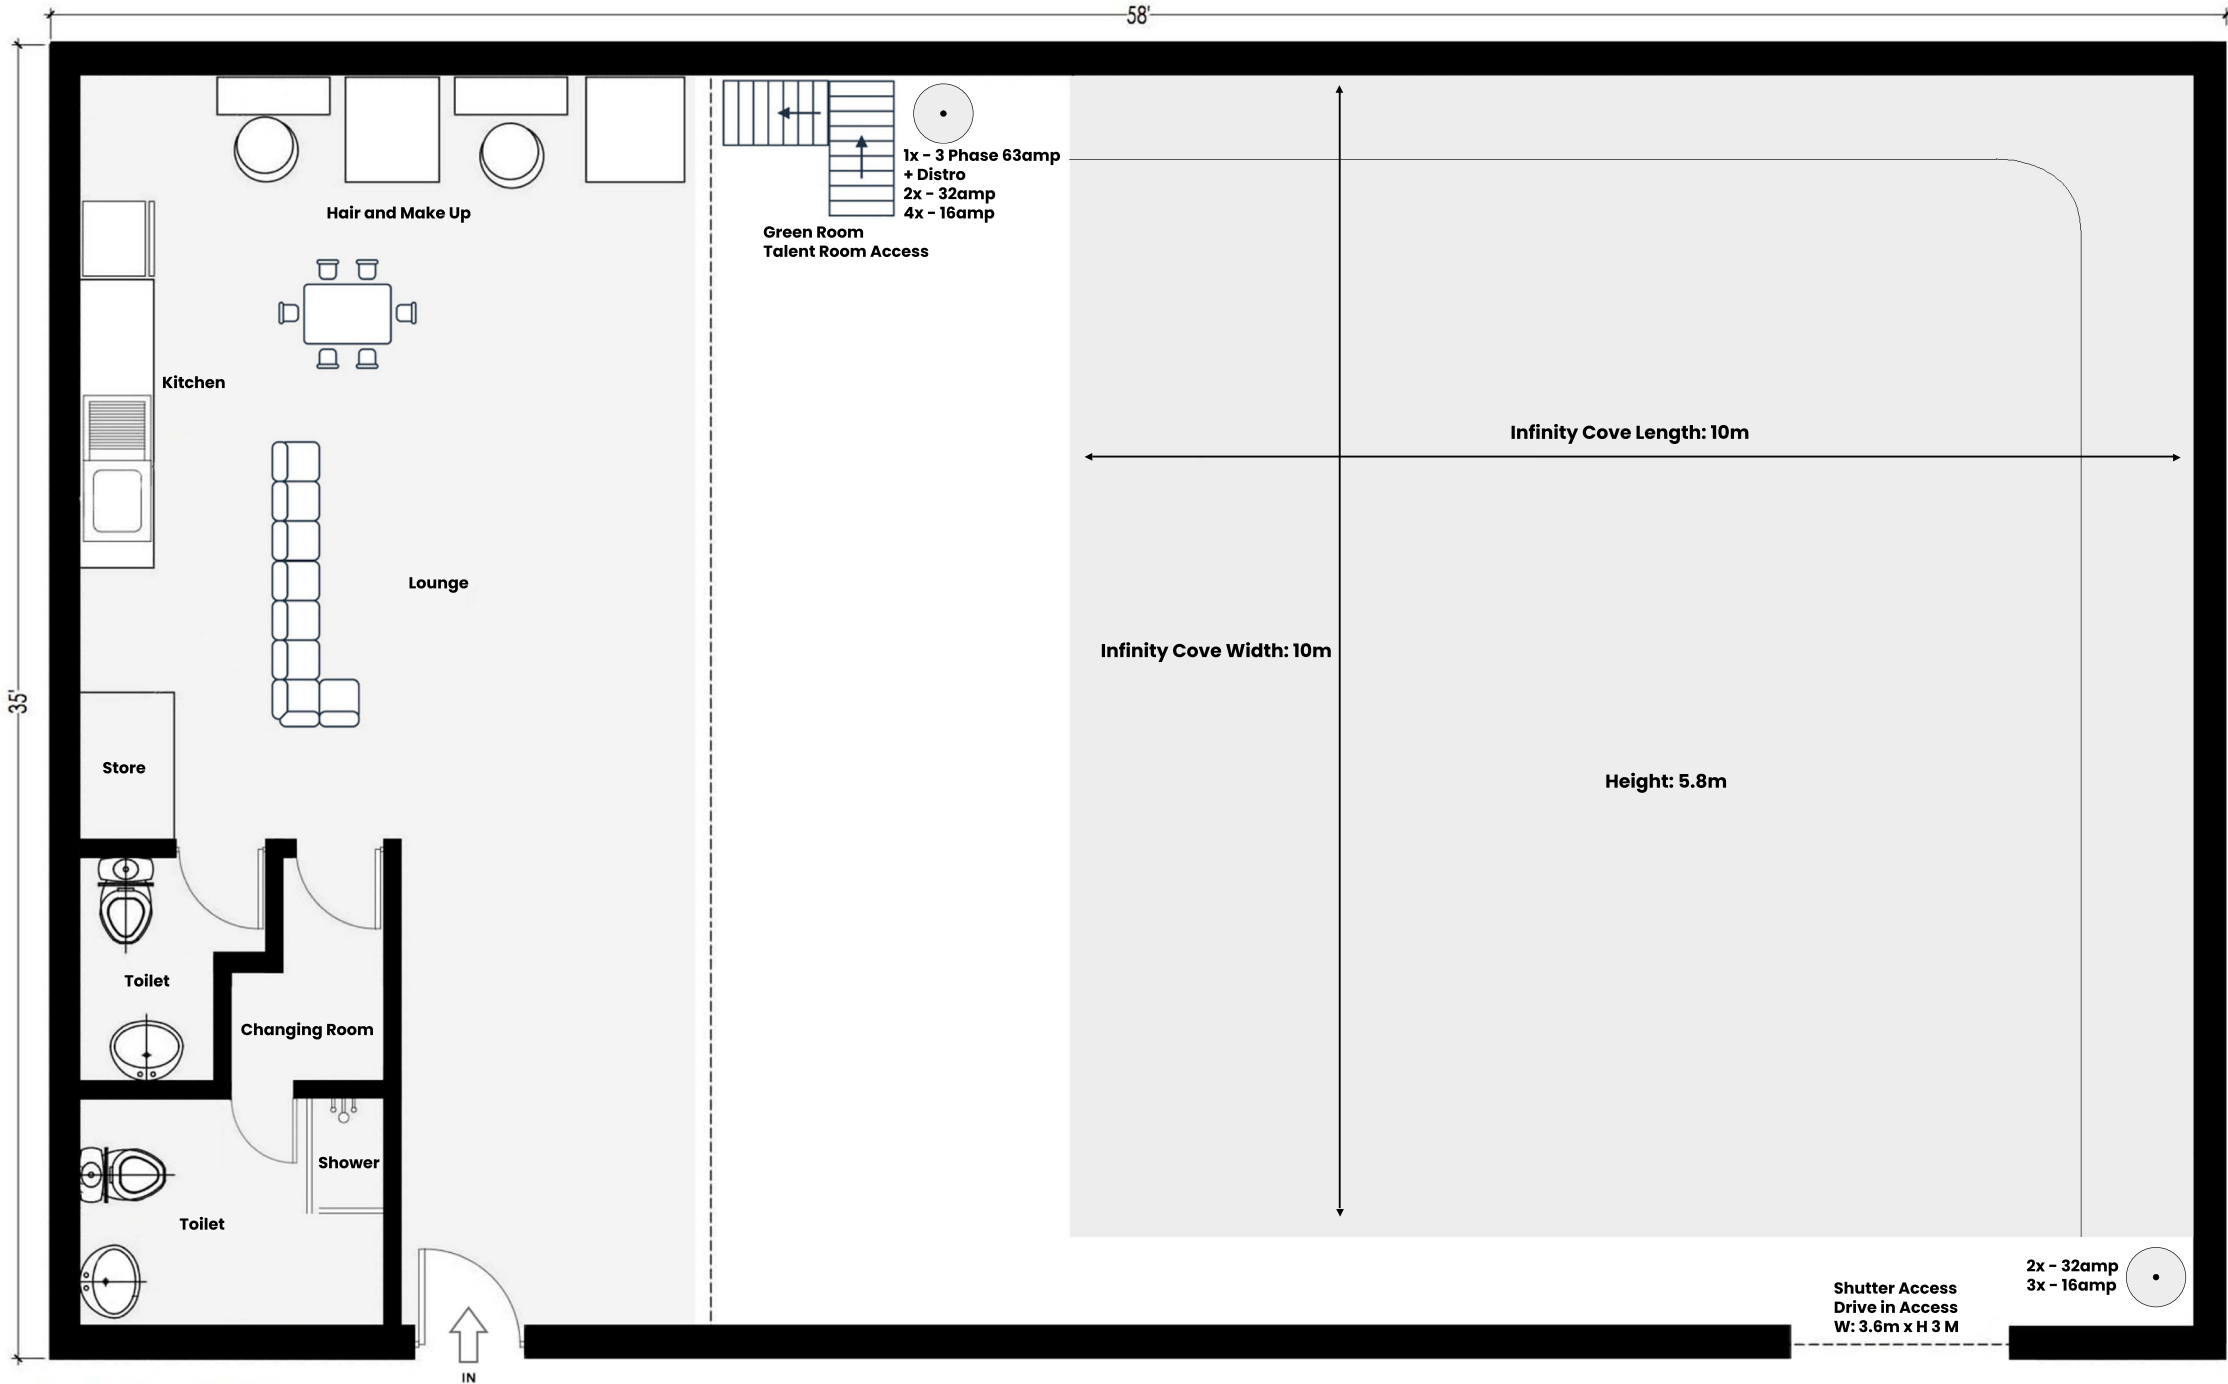 58'
35'
1x - 3 Phase 63amp
+ Distro
2x - 32amp
4x - 16amp
Hair and Make Up
Green Room
Talent Room Access
Kitchen
Infinity Cove Length: 10m
Lounge
Infinity Cove Width: 10m
Store
Height: 5.8m
Toilet
Changing Room
Shower
Toilet
2x - 32amp
3x - 16amp
Shutter Access
Drive in Access
W: 3.6m x H 3 M
IN